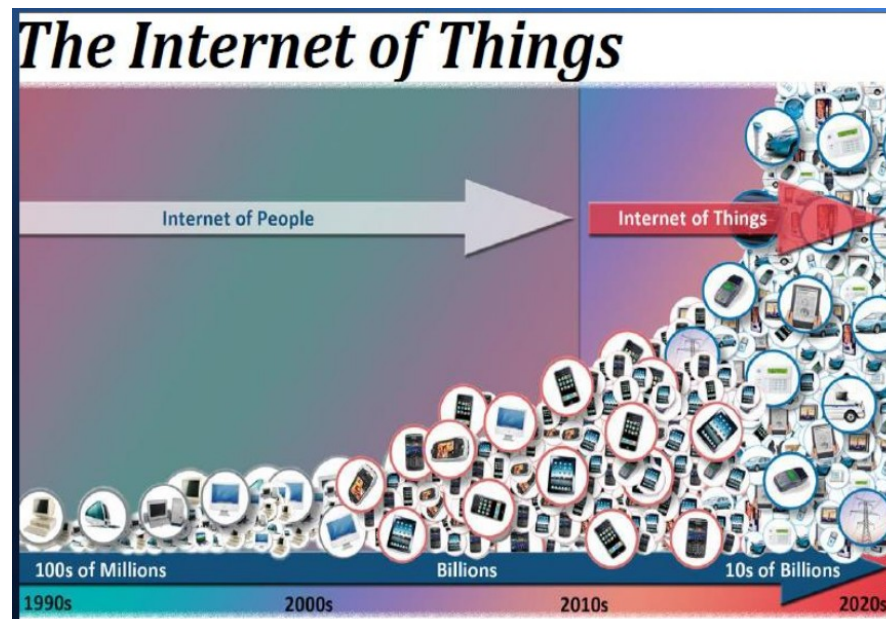 The Internet of Things
Internet of People
Internet of Things
100s of Millions
Billions
10s of Billions
1990s
2000s
2010s
2020s